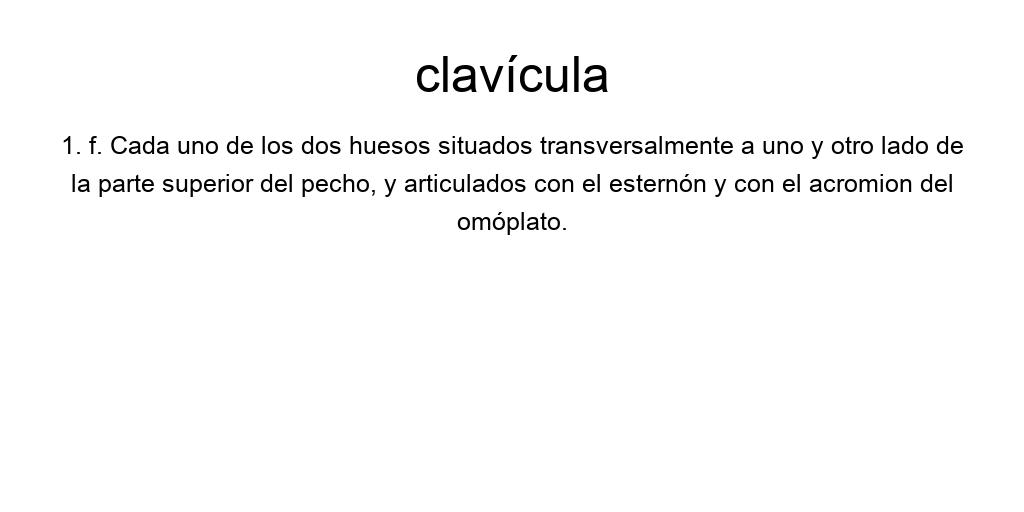 clavícula
1. f. Cada uno de los dos huesos situados transversalmente a uno y otro lado de
la parte superior del pecho, y articulados con el esternón y con el acromion del
omóplato.